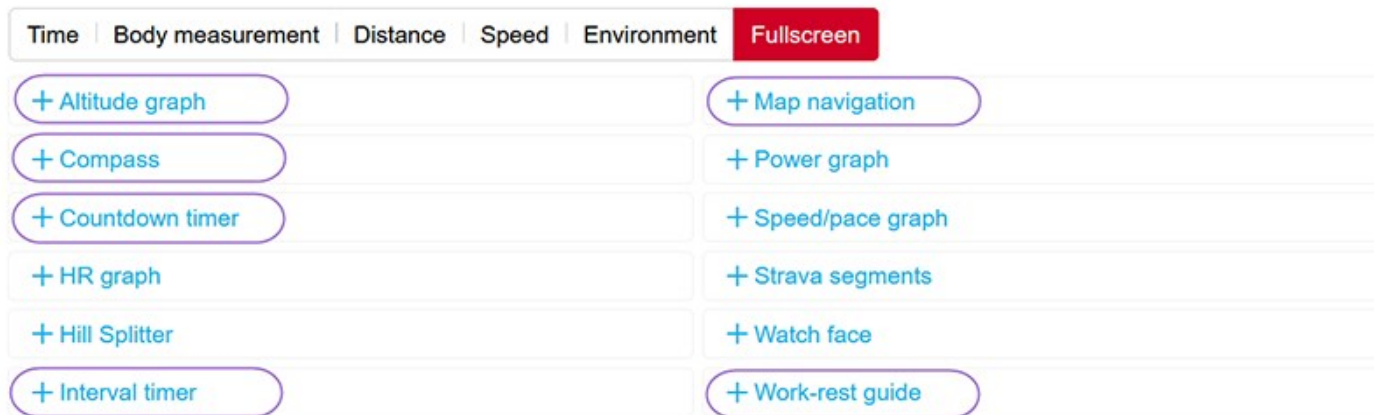 Time Body measurement Distance Speed Environment Fullscreen
+ Altitude graph
+ Map navigation
+ Compass
+ Power graph
+ Countdown timer
+ Speed/pace graph
+ HR graph
+ Strava segments
+ Hill Splitter
+ Watch face
+ Interval timer
+ Work-rest guide